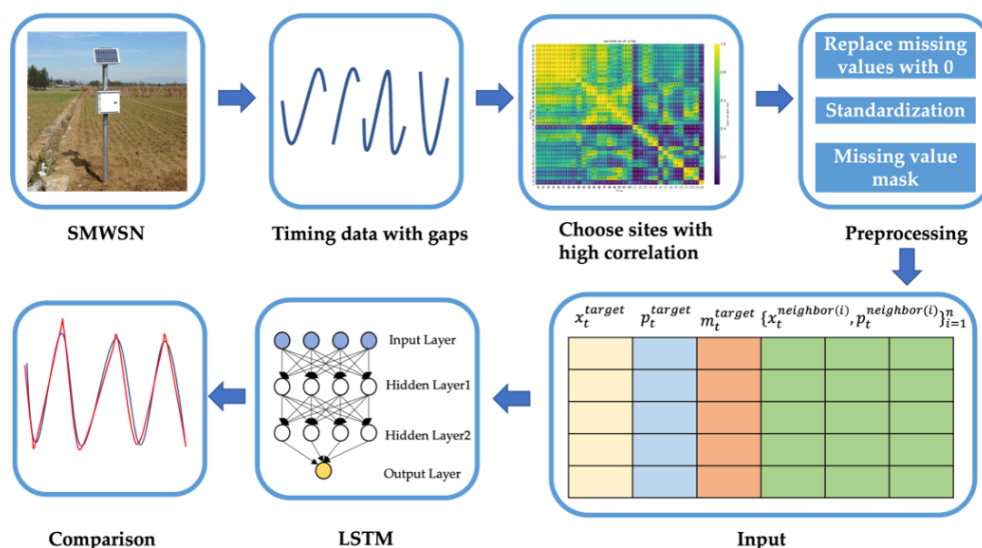 Replace missing
values with 0
Standardization
Missing value
mask
SMWSN
Timing data with gaps
Choose sites with
high correlation
Preprocessing
x_t^{target} p_t^{target} m_t^{target} {x_t^{neighbor(i)}, p_t^{neighbor(i)}}_{i=1}^n
Input Layer
Hidden Layer1
Hidden Layer2
Output Layer
Comparison
LSTM
Input